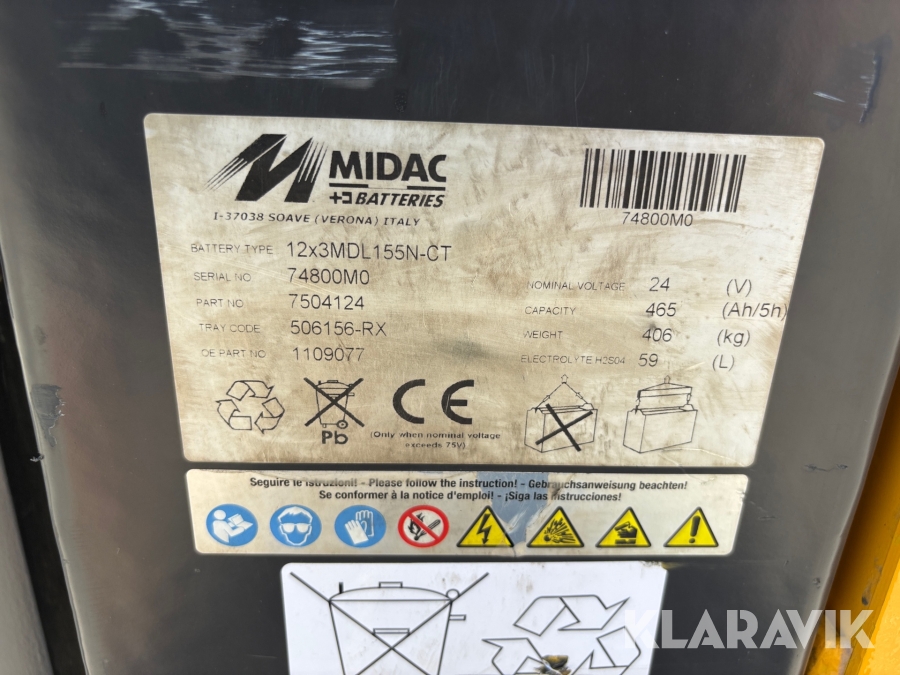 MIDAC
BATTERIES
I-37038 SOAVE (VERONA) ITALY
74800M0
BATTERY TYPE 12x3MDL155N-CT
SERIAL NO 74800M0
PART NO 7504124
TRAY CODE 506156-RX
OE PART NO 1109077
NOMINAL VOLTAGE 24 (V)
CAPACITY 465 (Ah/5h)
WEIGHT 406 (kg)
ELECTROLYTE H2SO4 59 (L)
Pb
CE
(Only when nominal voltage
exceeds 75V)
Seguire le istruzioni! - Please follow the instruction! - Gebrauchsanweisung beachten!
Se conformer à la notice d'emploi! - ¡Siga las instrucciones!
KLARAVIK